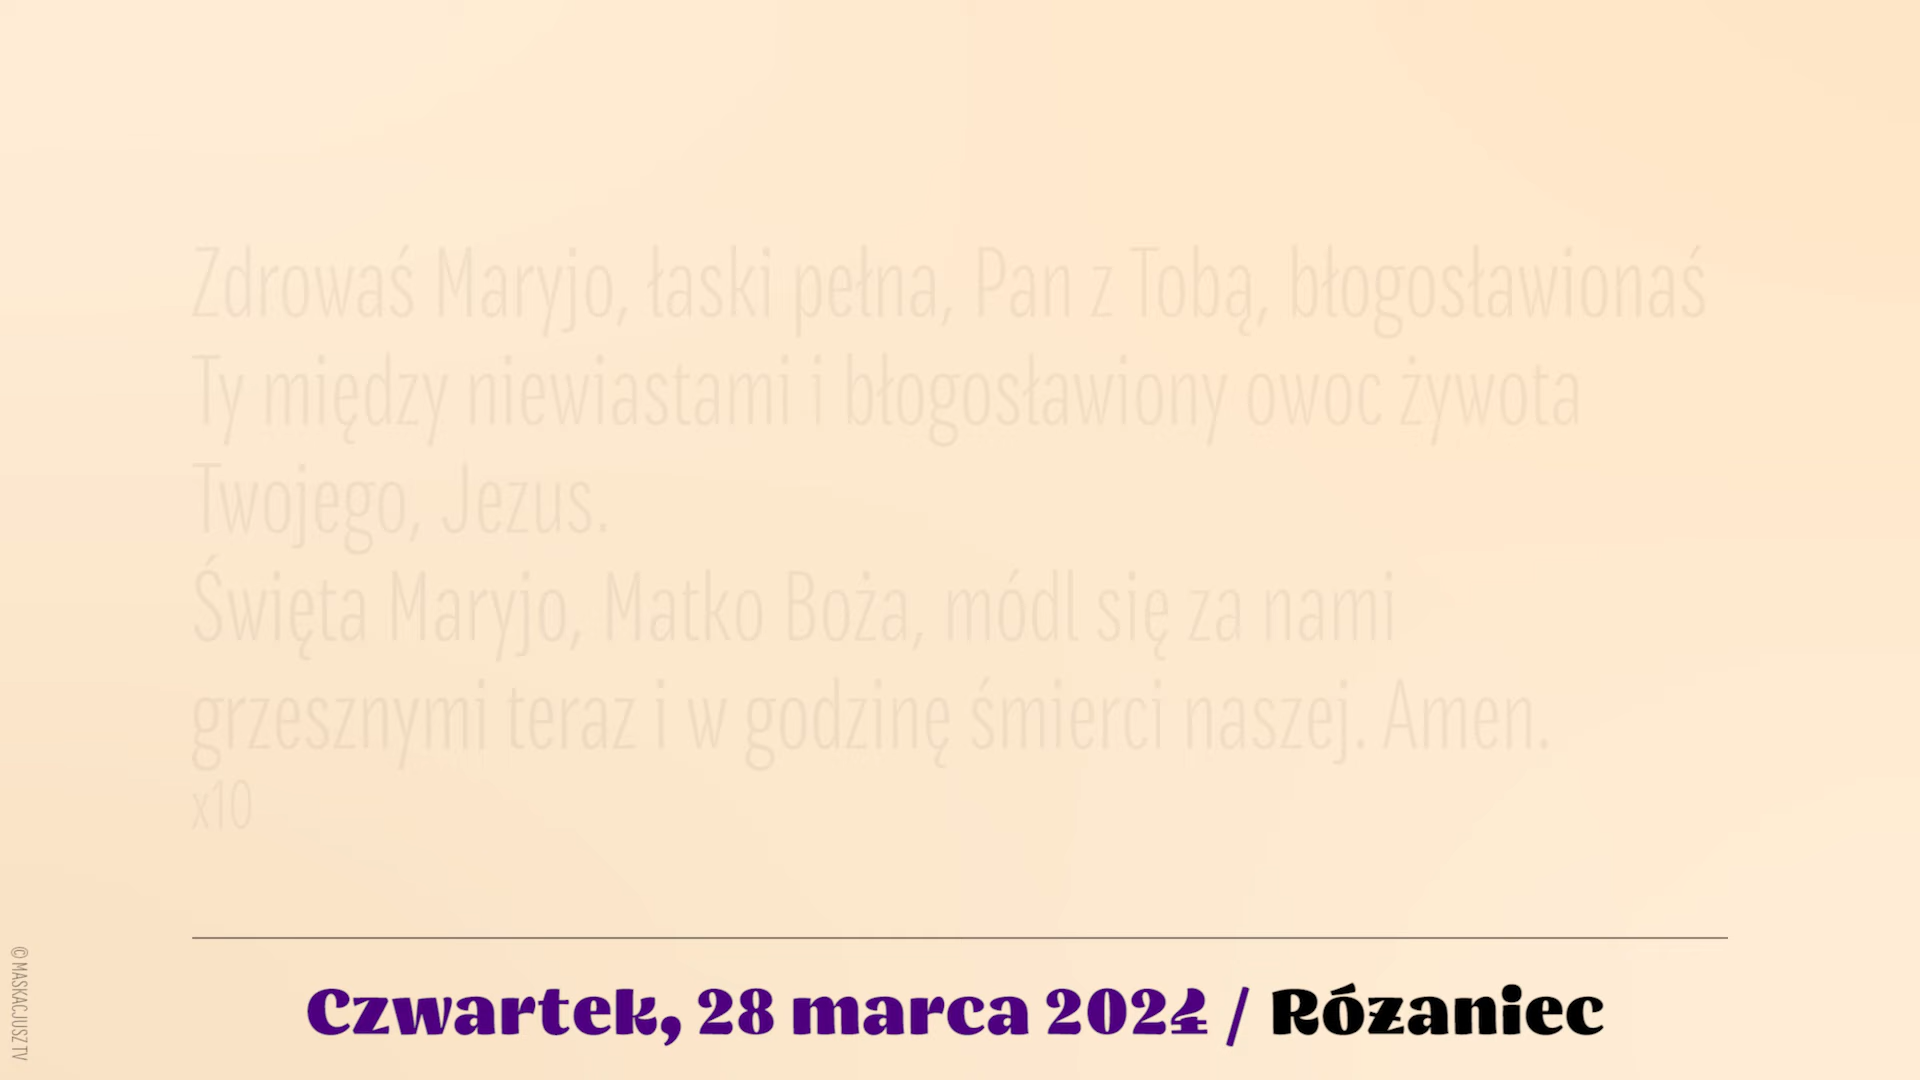 Zdrowaś Maryjo, łaski pełna, Pan z Tobą, błogosławionaś
Ty między niewiastami i błogosławiony owoc żywota
Twojego, Jezus.
Święta Maryjo, Matko Boża, módl się za nami
grzesznymi teraz i w godzinę śmierci naszej. Amen.
x10
Czwartek, 28 marca 2024 / Rózaniec
© MASKACJUSZ TV